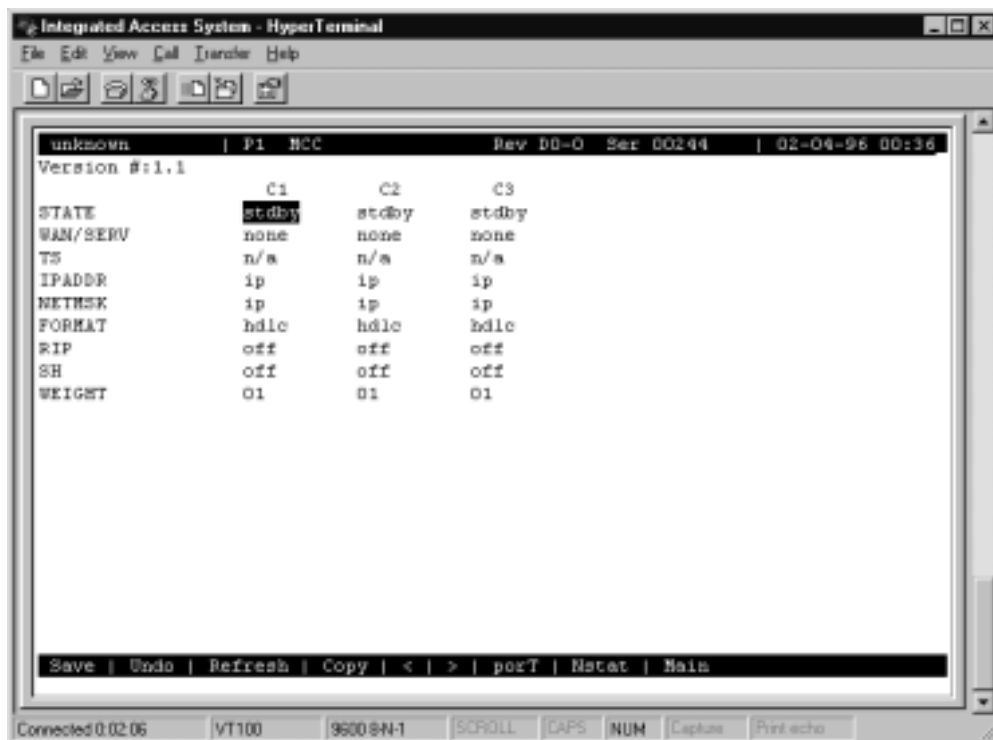 Integrated Access System - HyperTerminal
File Edit View Call Transfer Help
unknown | P1 MCC Rev D0-0 Ser 00244 | 02-04-96 00:36
Version #:1.1
C1 C2 C3
STATE stdby stdby stdby
WAN/SERV none none none
TS n/a n/a n/a
IPADDR ip ip ip
NETMSK ip ip ip
FORMAT hdlc hdlc hdlc
RIP off off off
SH off off off
WEIGHT 01 01 01
Save | Undo | Refresh | Copy | < | > | porT | Nstat | Main
Connected 0:02:06 VT100 9600 8-N-1 SCROLL CAPS NUM Capture Print echo